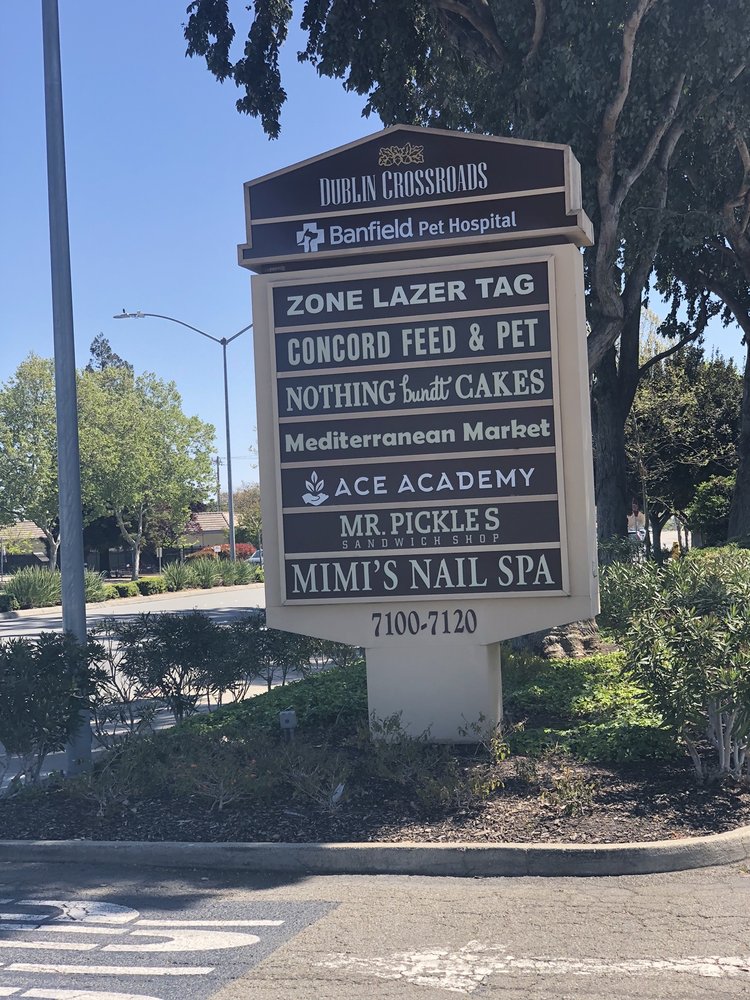 DUBLIN CROSSROADS
Banfield Pet Hospital
ZONE LAZER TAG
CONCORD FEED & PET
NOTHING bundt CAKES
Mediterranean Market
ACE ACADEMY
MR. PICKLE S
SANDWICH SHOP
MIMI'S NAIL SPA
7100-7120